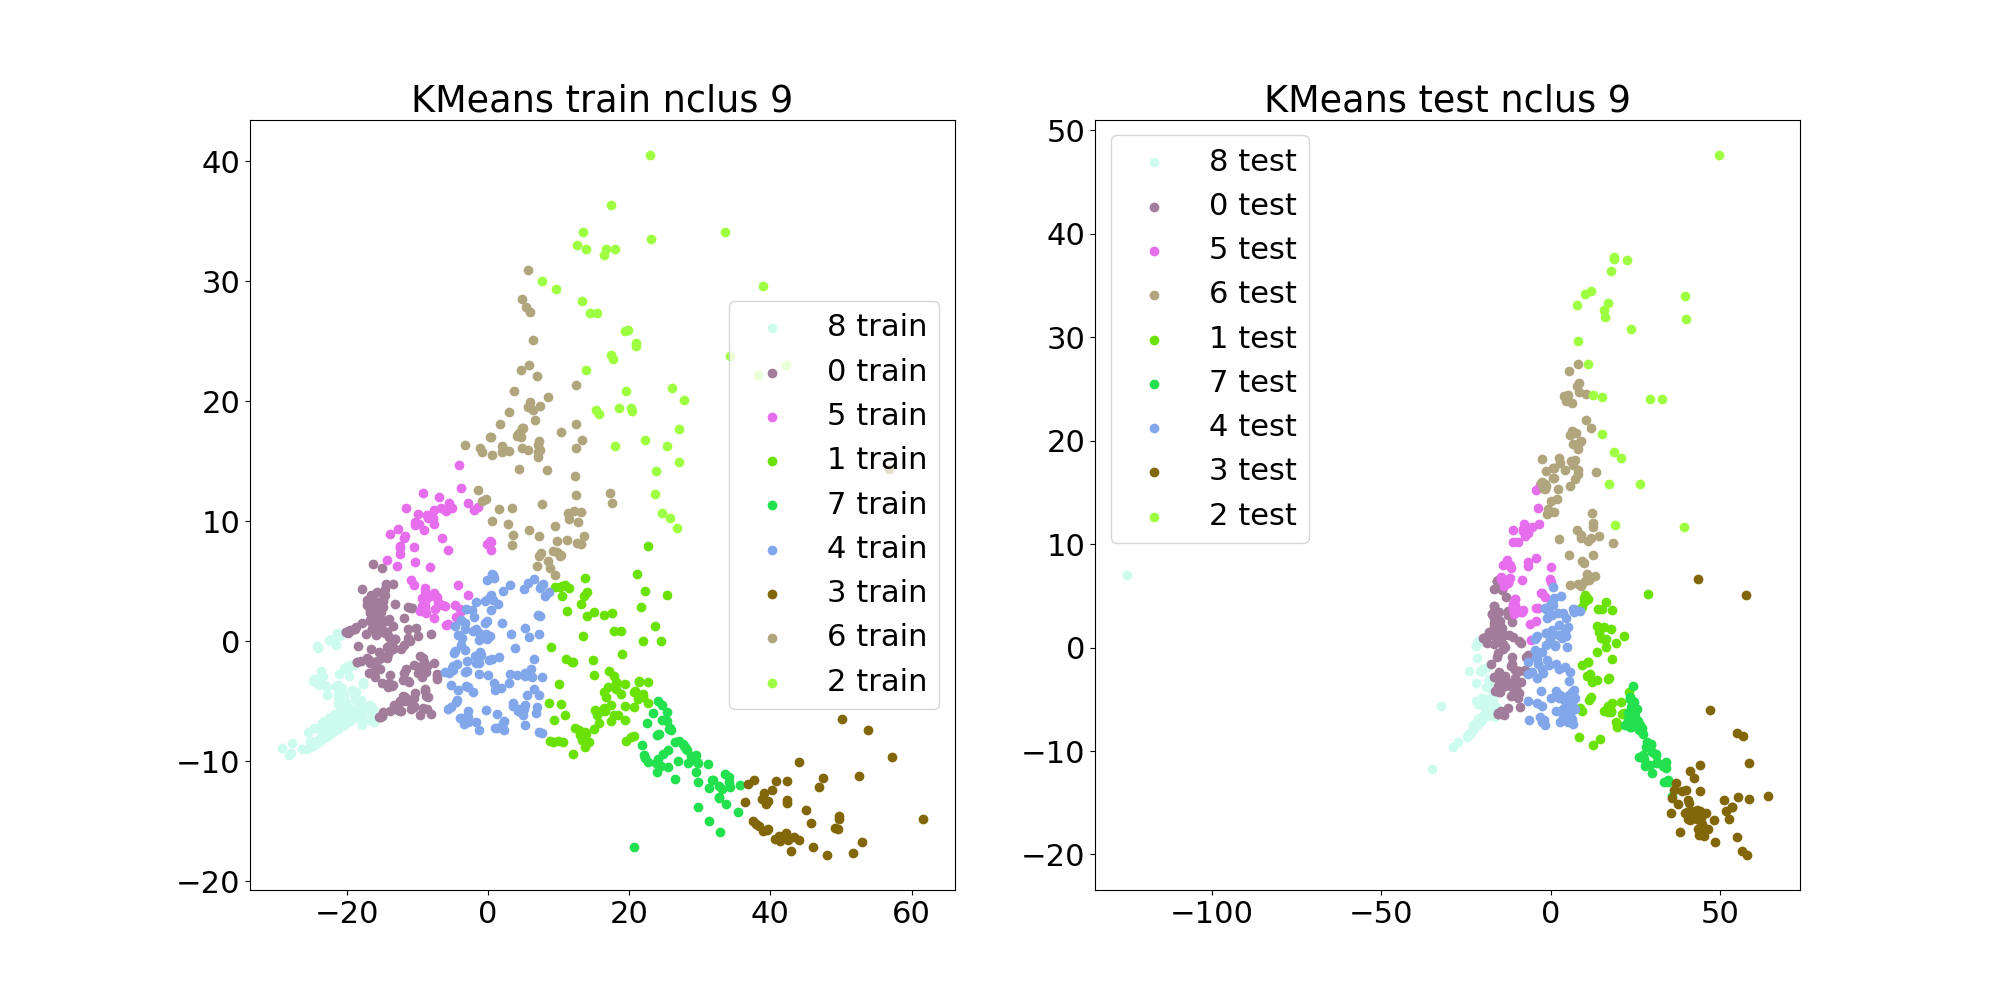 KMeans train nclus 9
40
30
20
10
0
−10
−20
−20
0
20
40
60
8 train
0 train
5 train
1 train
7 train
4 train
3 train
6 train
2 train
KMeans test nclus 9
50
40
30
20
10
0
−10
−20
−100
−50
0
50
8 test
0 test
5 test
6 test
1 test
7 test
4 test
3 test
2 test